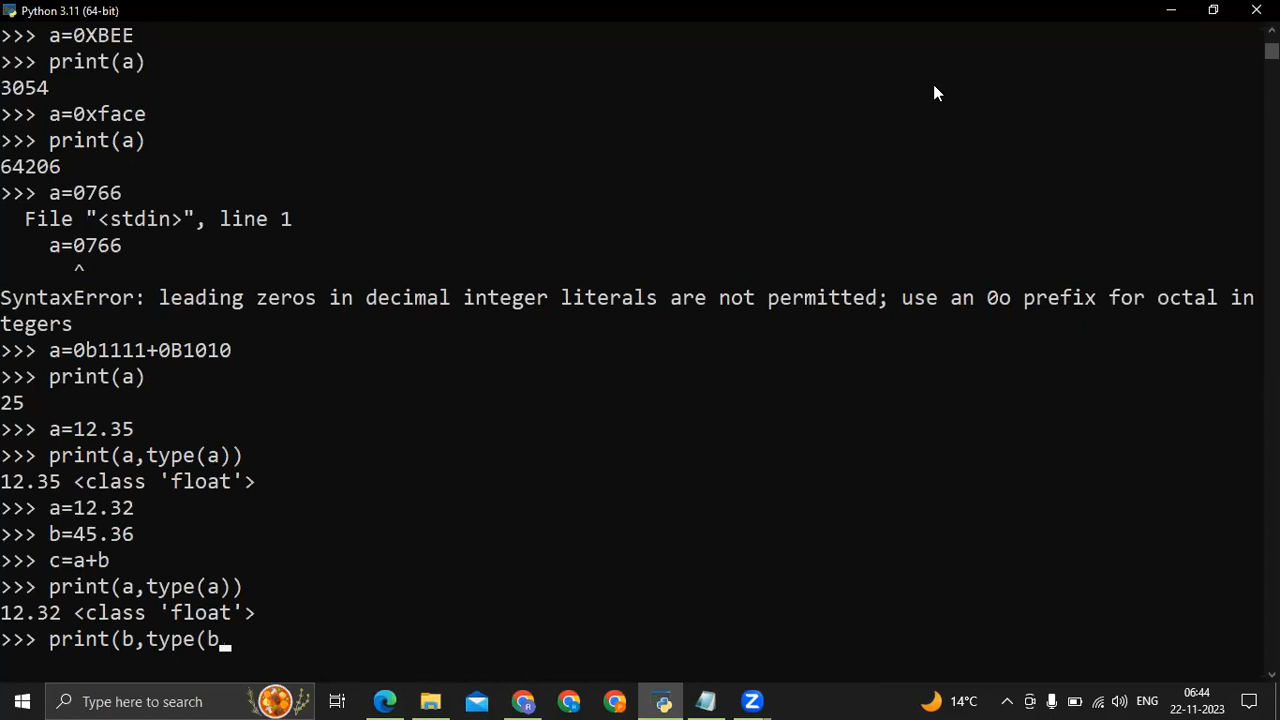 Python 3.11 (64-bit)
>>> a=0XBEE
>>> print(a)
3054
>>> a=0xface
>>> print(a)
64206
>>> a=0766
  File "<stdin>", line 1
    a=0766
      ^
SyntaxError: leading zeros in decimal integer literals are not permitted; use an 0o prefix for octal in
tegers
>>> a=0b1111+0B1010
>>> print(a)
25
>>> a=12.35
>>> print(a,type(a))
12.35 <class 'float'>
>>> a=12.32
>>> b=45.36
>>> c=a+b
>>> print(a,type(a))
12.32 <class 'float'>
>>> print(b,type(b
Type here to search
14°C
ENG
06:44
22-11-2023